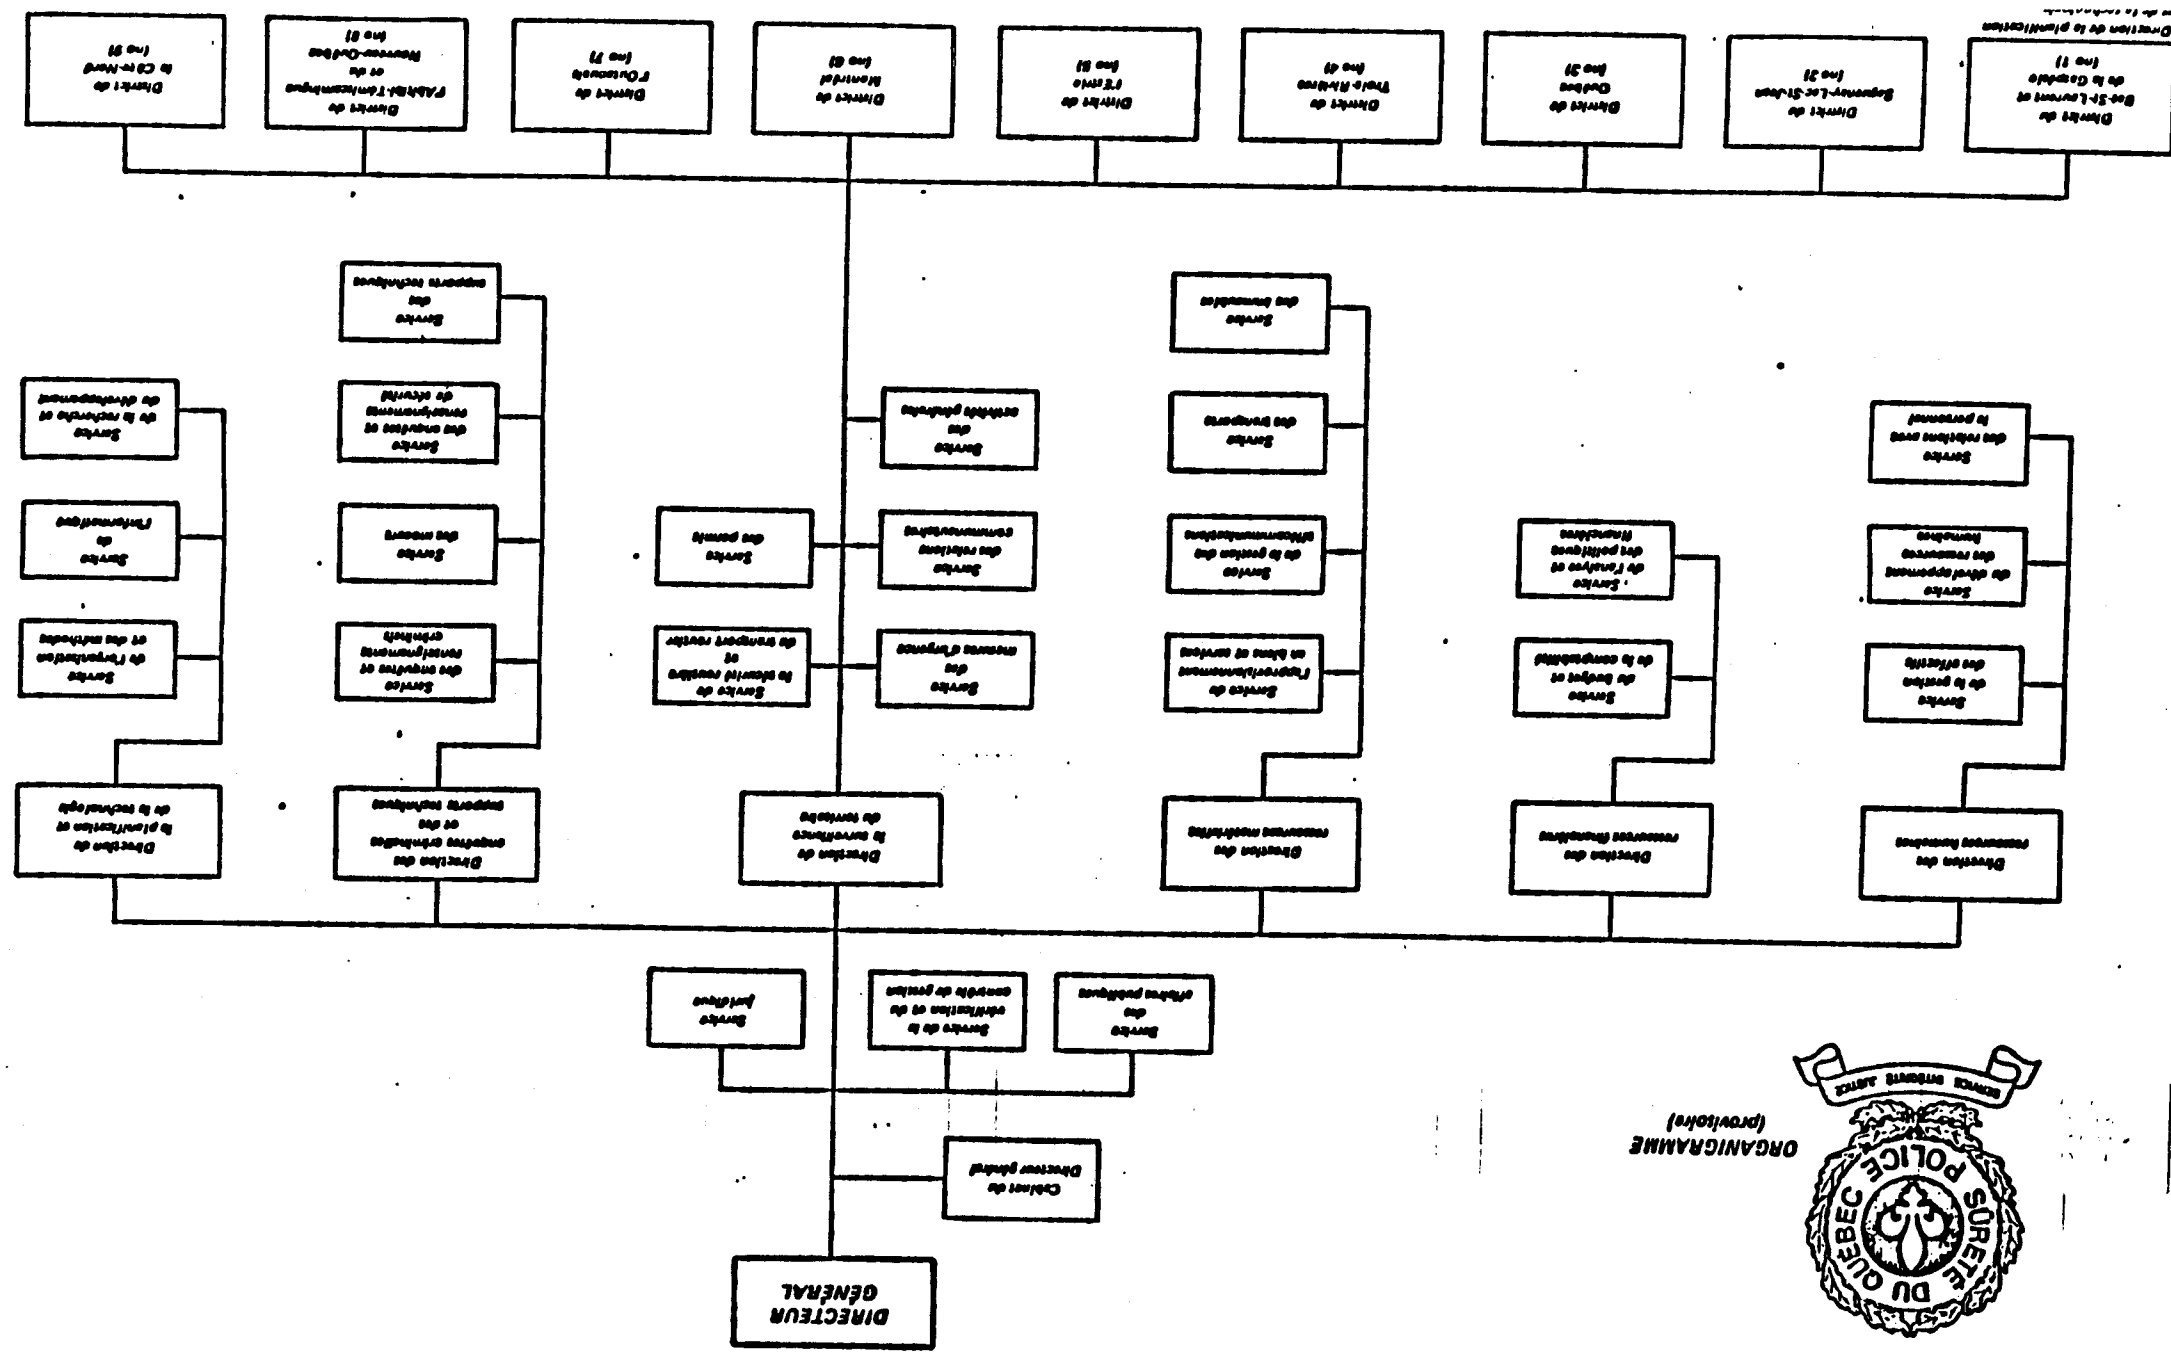 SÛRETÉ DU QUÉBEC
POLICE
SERVICE INTÉGRITÉ JUSTICE
ORGANIGRAMME
(provisoire)
DIRECTEUR
GÉNÉRAL
Cabinet du
Directeur général
Service
des
affaires publiques
Service de la
vérification et du
contrôle de gestion
Service
juridique
Direction des
ressources humaines
Direction des
ressources financières
Direction des
ressources matérielles
Direction de
la surveillance
du territoire
Direction des
enquêtes criminelles
et des
supports techniques
Direction de
la planification et
de la technologie
Service
de la gestion
des effectifs
Service
du développement
des ressources
humaines
Service
des relations avec
le personnel
Service
du budget et
de la comptabilité
Service
de l'analyse et
des politiques
financières
Service de
l'approvisionnement
en biens et services
Service
de la gestion des
télécommunications
Service
des transports
Service
des immeubles
Service
des
mesures d'urgence
Service
des relations
communautaires
Service
des
activités générales
Service de
la sécurité routière
et
du transport routier
Service
des permis
Service
des enquêtes et
renseignements
criminels
Service
des moeurs
Service
des enquêtes et
renseignements
de sécurité
Service
des
supports techniques
Service
de l'organisation
et des méthodes
Service
de
l'informatique
Service
de la recherche et
du développement
District du
Bas-St-Laurent et
de la Gaspésie
(no 1)
District du
Saguenay-Lac-St-Jean
(no 2)
District de
Québec
(no 3)
District de
Trois-Rivières
(no 4)
District de
l'Estrie
(no 5)
District de
Montréal
(no 6)
District de
l'Outaouais
(no 7)
District de
l'Abitibi-Témiscamingue
et du
Nouveau-Québec
(no 8)
District de
la Côte-Nord
(no 9)
Direction de la planification
de la technologie